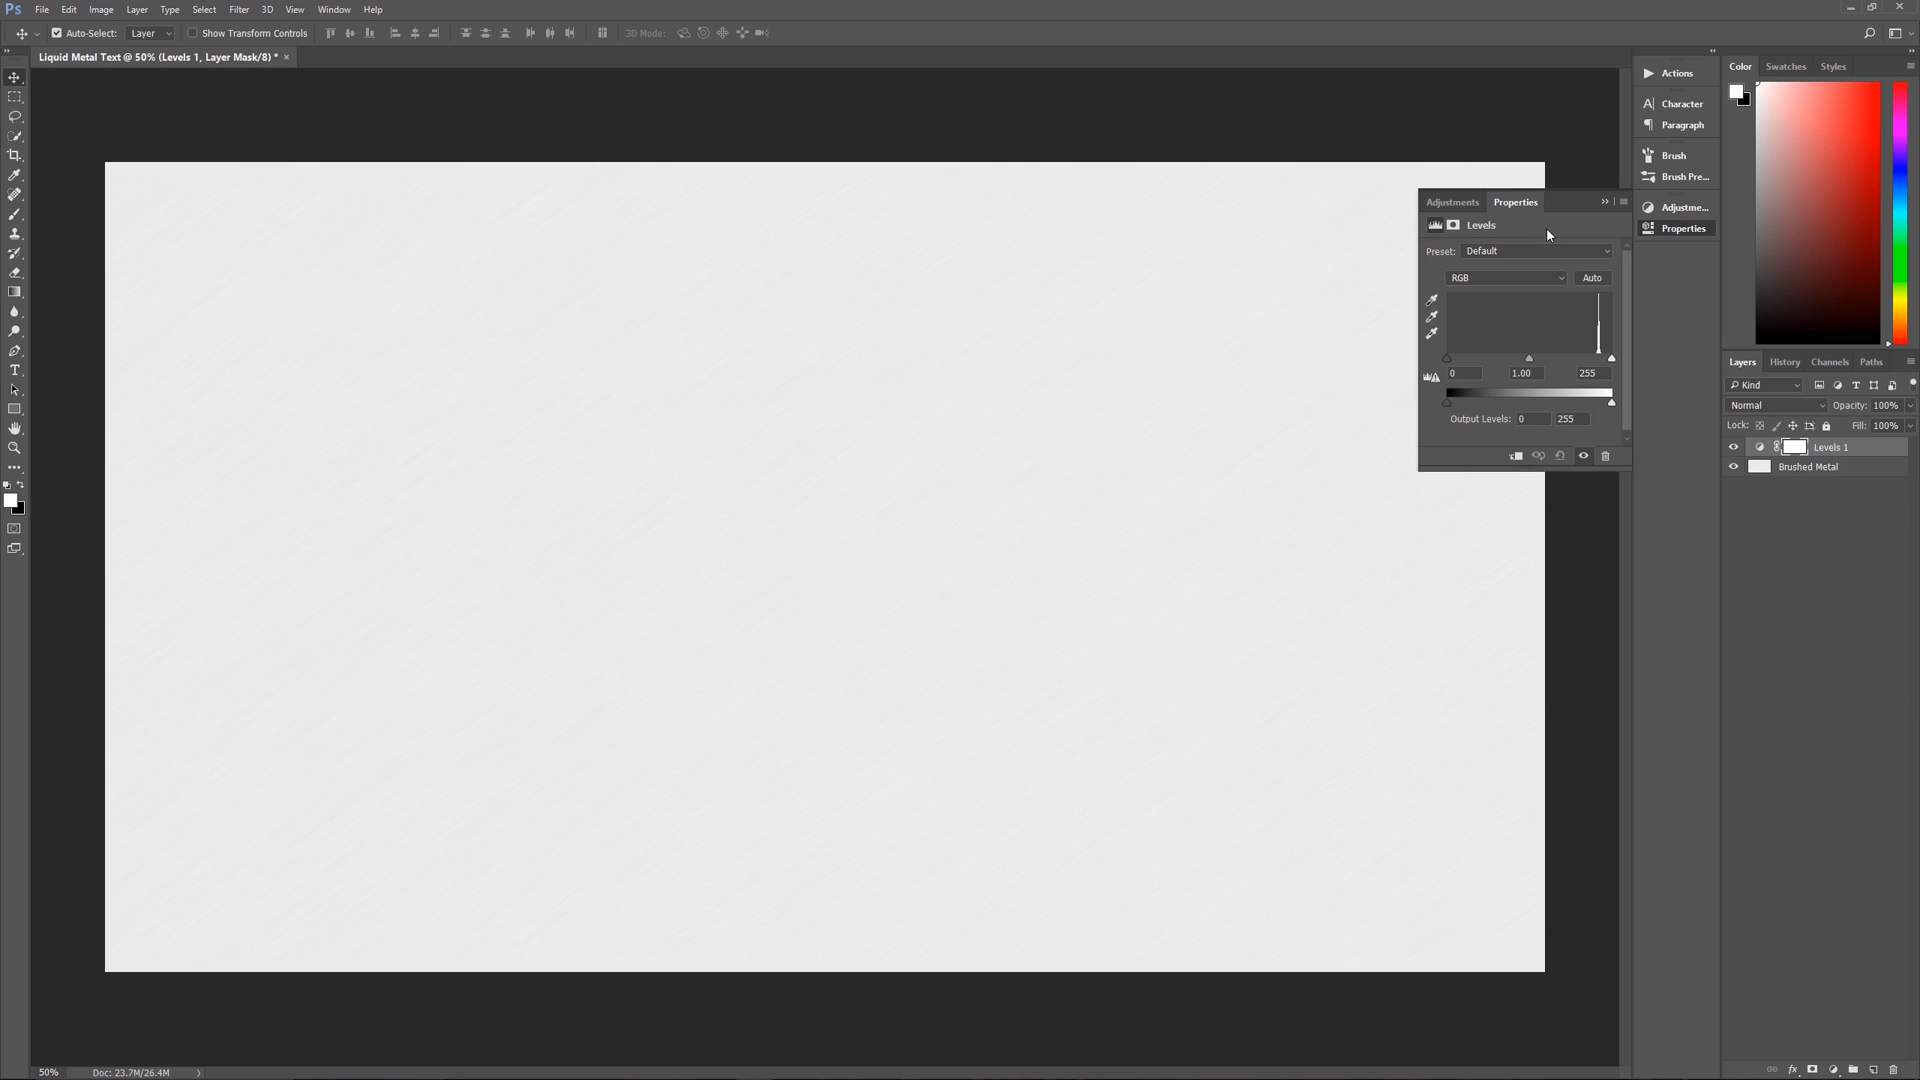 Ps File Edit Image Layer Type Select Filter 3D View Window Help
Auto-Select: Layer Show Transform Controls 3D Mode:
Liquid Metal Text @ 50% (Levels 1, Layer Mask/8) * ×
Actions
Character
Paragraph
Brush
Brush Pre...
Adjustme...
Properties
Adjustments Properties
Levels
Preset: Default
RGB Auto
0 1.00 255
Output Levels: 0 255
Color Swatches Styles
Layers History Channels Paths
Kind
Normal Opacity: 100%
Lock: Fill: 100%
Levels 1
Brushed Metal
50% Doc: 23.7M/26.4M